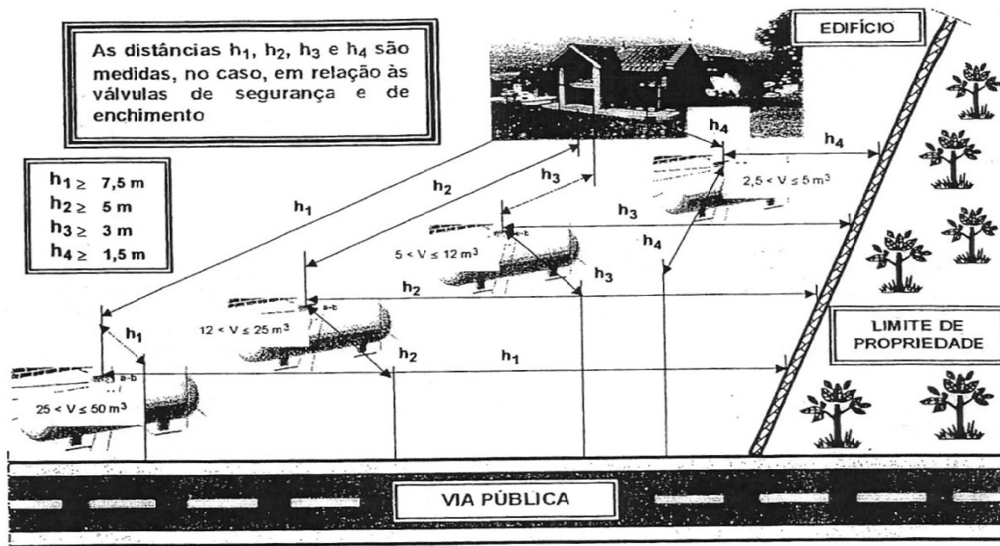 As distâncias h₁, h₂, h₃ e h₄ são
medidas, no caso, em relação às
válvulas de segurança e de
enchimento
EDIFÍCIO
h₁ ≥ 7,5 m
h₂ ≥ 5 m
h₃ ≥ 3 m
h₄ ≥ 1,5 m
h₄
h₄
h₃
h₂
2,5 < V ≤ 5 m³
h₁
h₃
h₄
5 < V ≤ 12 m³
h₃
h₂
a-b
12 < V ≤ 25 m³
h₁
h₂
h₁
LIMITE DE
PROPRIEDADE
a-b
25 < V ≤ 50 m³
VIA PÚBLICA